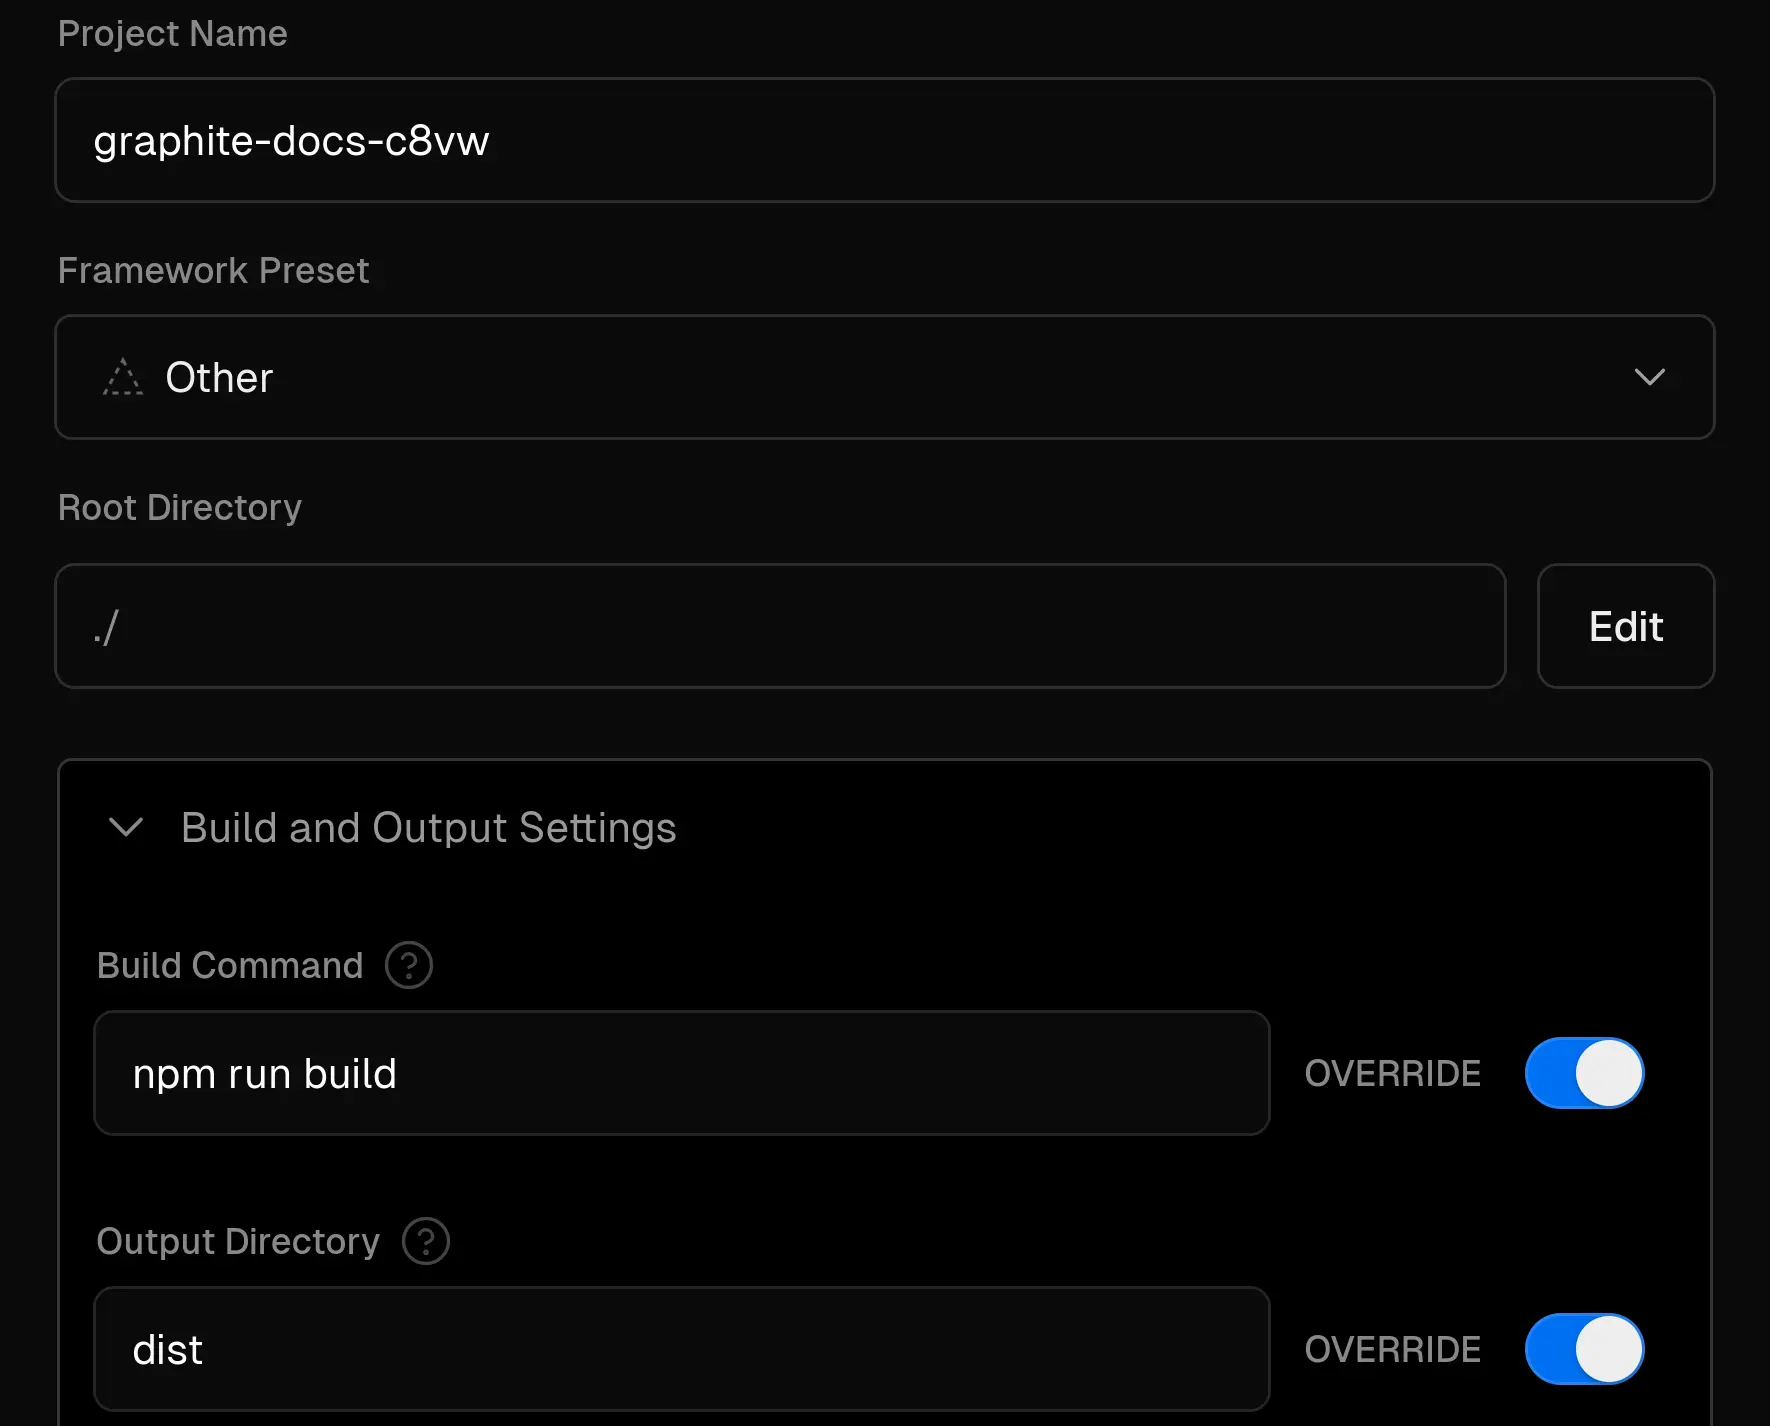 Project Name
graphite-docs-c8vw
Framework Preset
Other
Root Directory
./
Edit
Build and Output Settings
Build Command ?
npm run build
OVERRIDE
Output Directory ?
dist
OVERRIDE